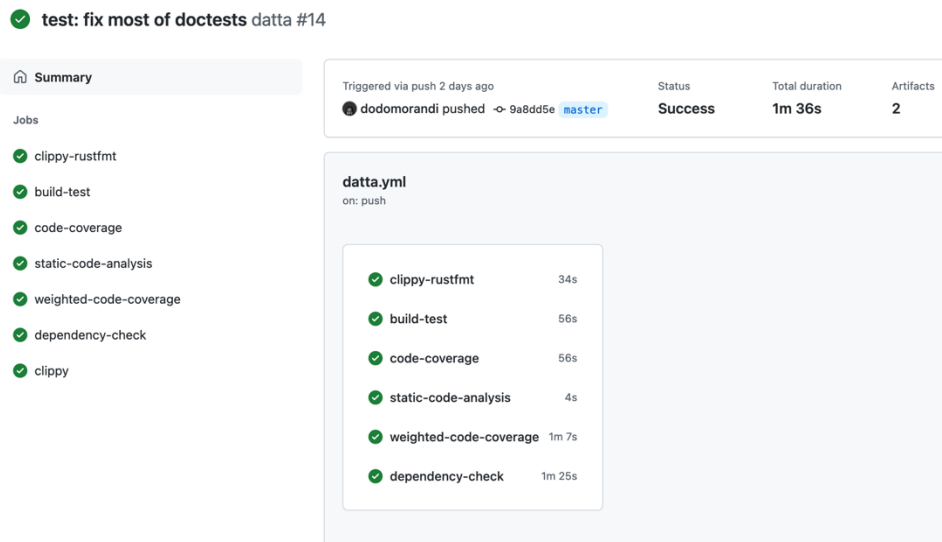 test: fix most of doctests datta #14
Summary
Jobs
clippy-rustfmt
build-test
code-coverage
static-code-analysis
weighted-code-coverage
dependency-check
clippy
Triggered via push 2 days ago
dodomorandi pushed 9a8dd5e master
Status
Success
Total duration
1m 36s
Artifacts
2
datta.yml
on: push
clippy-rustfmt 34s
build-test 56s
code-coverage 56s
static-code-analysis 4s
weighted-code-coverage 1m 7s
dependency-check 1m 25s